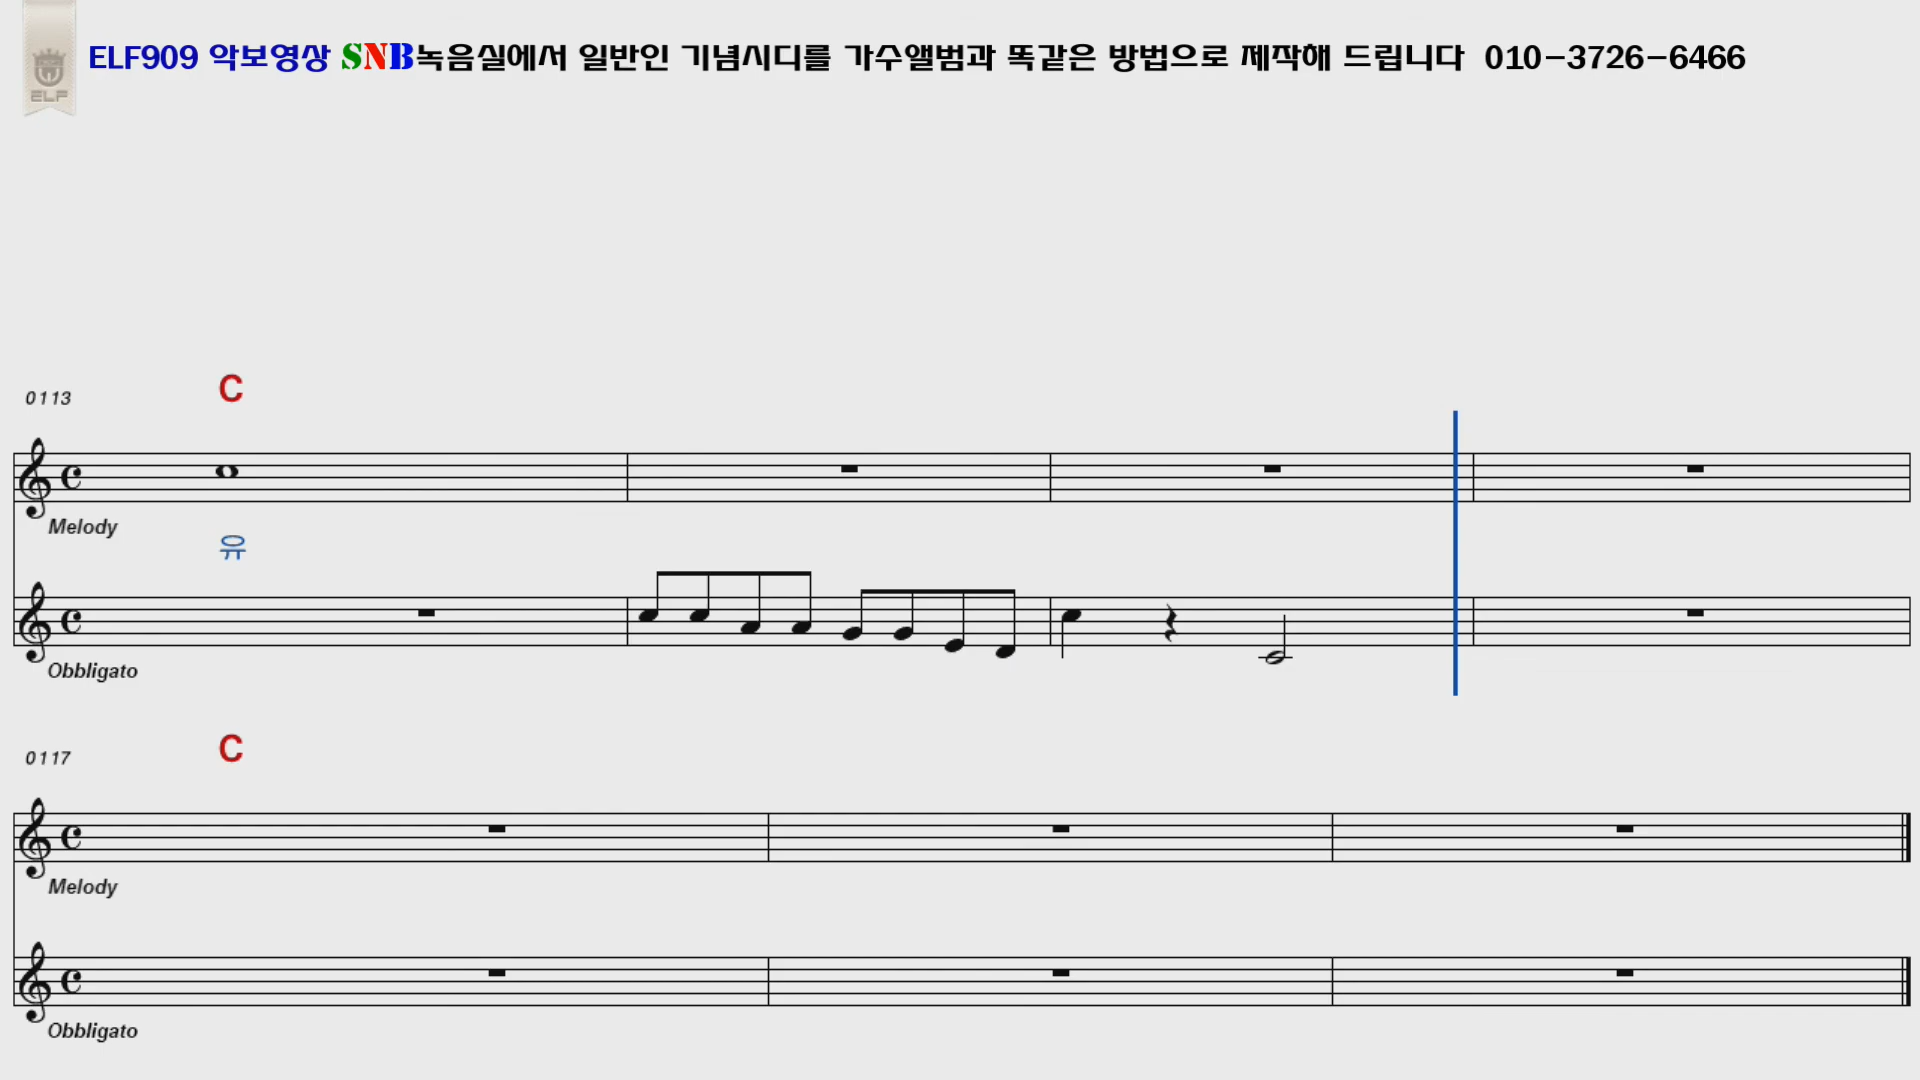 ELF909 악보영상 SNB녹음실에서 일반인 기념시디를 가수앨범과 똑같은 방법으로 제작해 드립니다 010-3726-6466
ELF
0113 C
Melody
유
Obbligato
0117 C
Melody
Obbligato